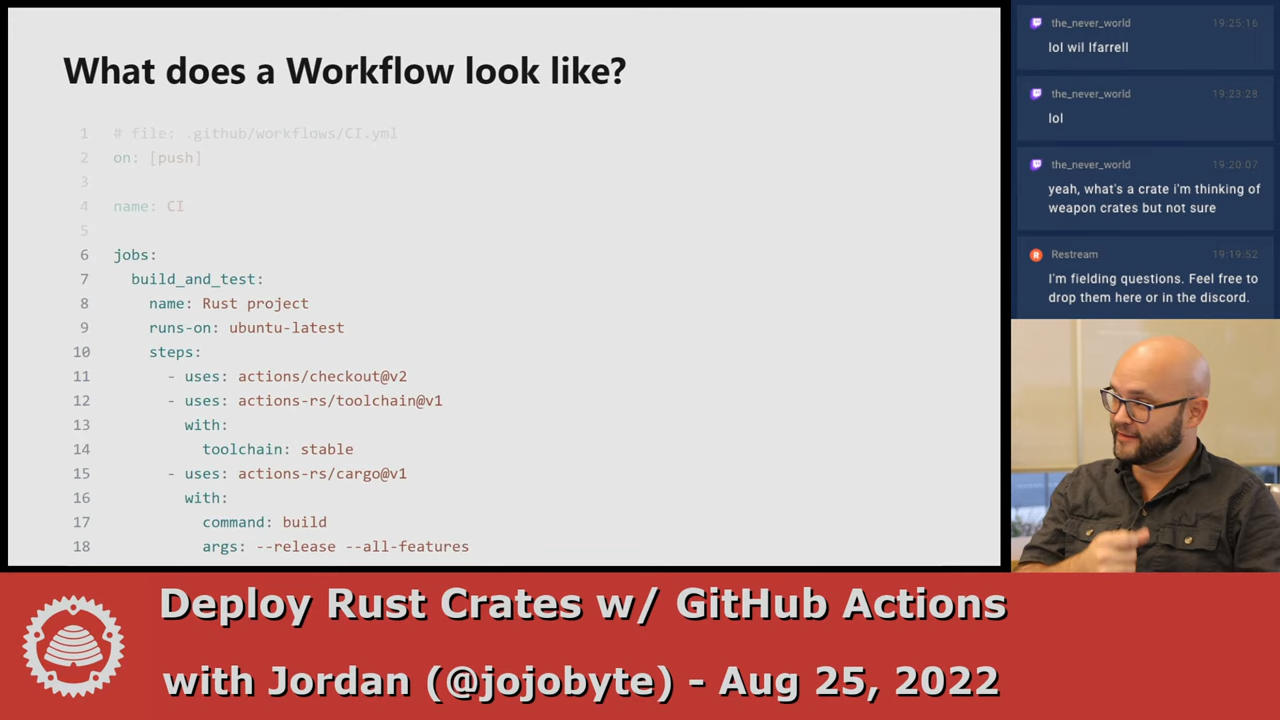 What does a Workflow look like?
1 # file: .github/workflows/CI.yml
2 on: [push]
3
4 name: CI
5
6 jobs:
7 build_and_test:
8 name: Rust project
9 runs-on: ubuntu-latest
10 steps:
11 - uses: actions/checkout@v2
12 - uses: actions-rs/toolchain@v1
13 with:
14 toolchain: stable
15 - uses: actions-rs/cargo@v1
16 with:
17 command: build
18 args: --release --all-features
the_never_world 19:25:16
lol wil lfarrell
the_never_world 19:23:28
lol
the_never_world 19:20:07
yeah, what's a crate i'm thinking of
weapon crates but not sure
R Restream 19:19:52
I'm fielding questions. Feel free to
drop them here or in the discord.
Deploy Rust Crates w/ GitHub Actions
with Jordan (@jojobyte) - Aug 25, 2022